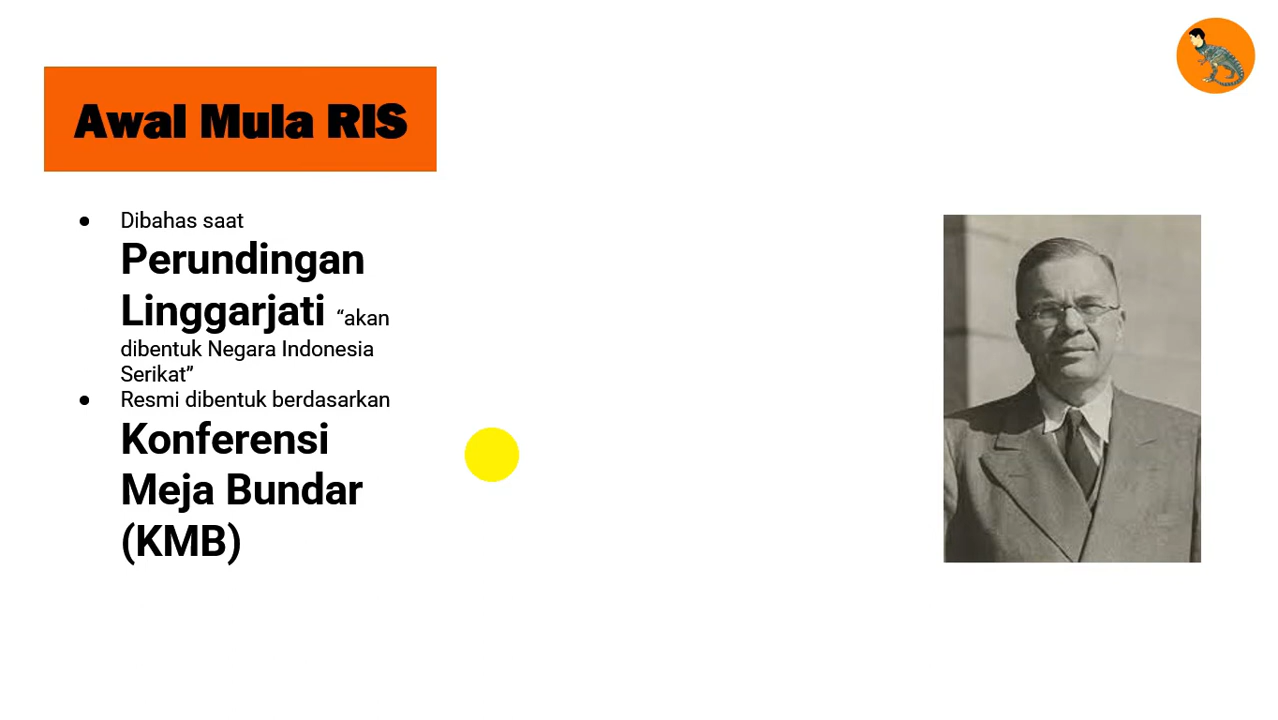 Awal Mula RIS
● Dibahas saat
Perundingan
Linggarjati “akan
dibentuk Negara Indonesia
Serikat”
● Resmi dibentuk berdasarkan
Konferensi
Meja Bundar
(KMB)